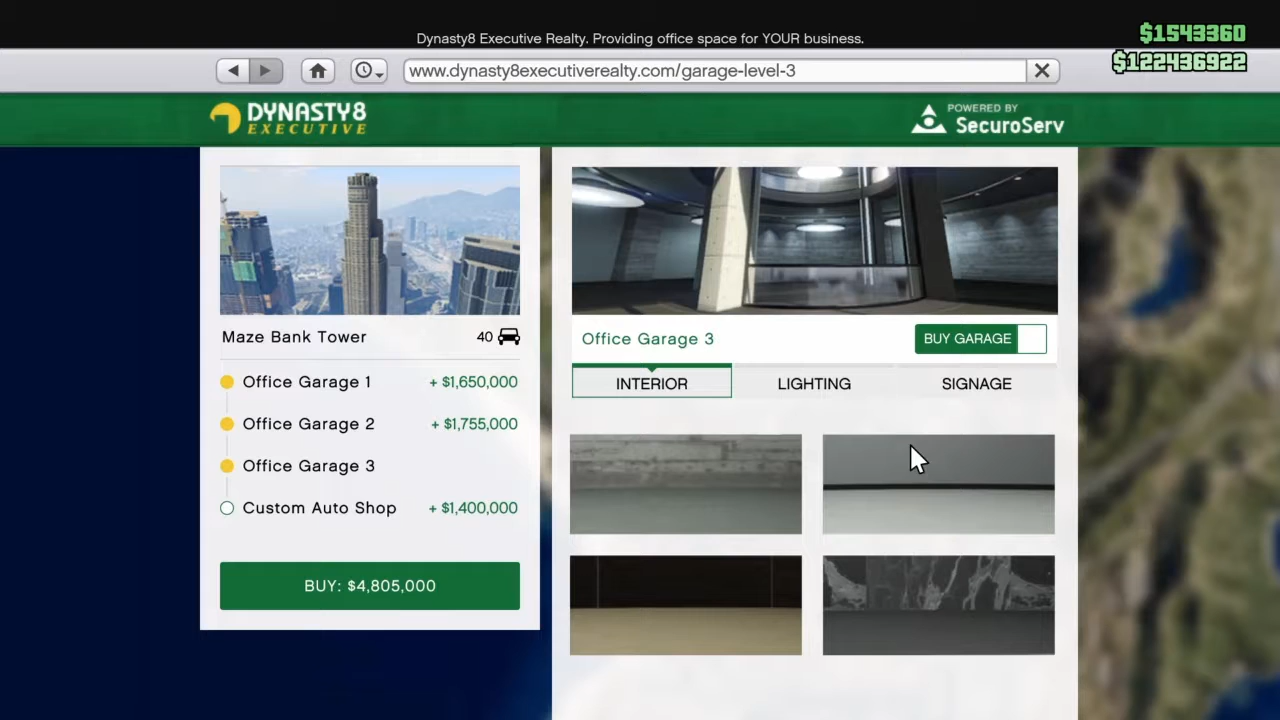 Dynasty8 Executive Realty. Providing office space for YOUR business.
$1543360
$122436922
www.dynasty8executiverealty.com/garage-level-3
DYNASTY8
EXECUTIVE
POWERED BY
SecuroServ
Maze Bank Tower 40
Office Garage 1 + $1,650,000
Office Garage 2 + $1,755,000
Office Garage 3
Custom Auto Shop + $1,400,000
BUY: $4,805,000
Office Garage 3 BUY GARAGE
INTERIOR LIGHTING SIGNAGE